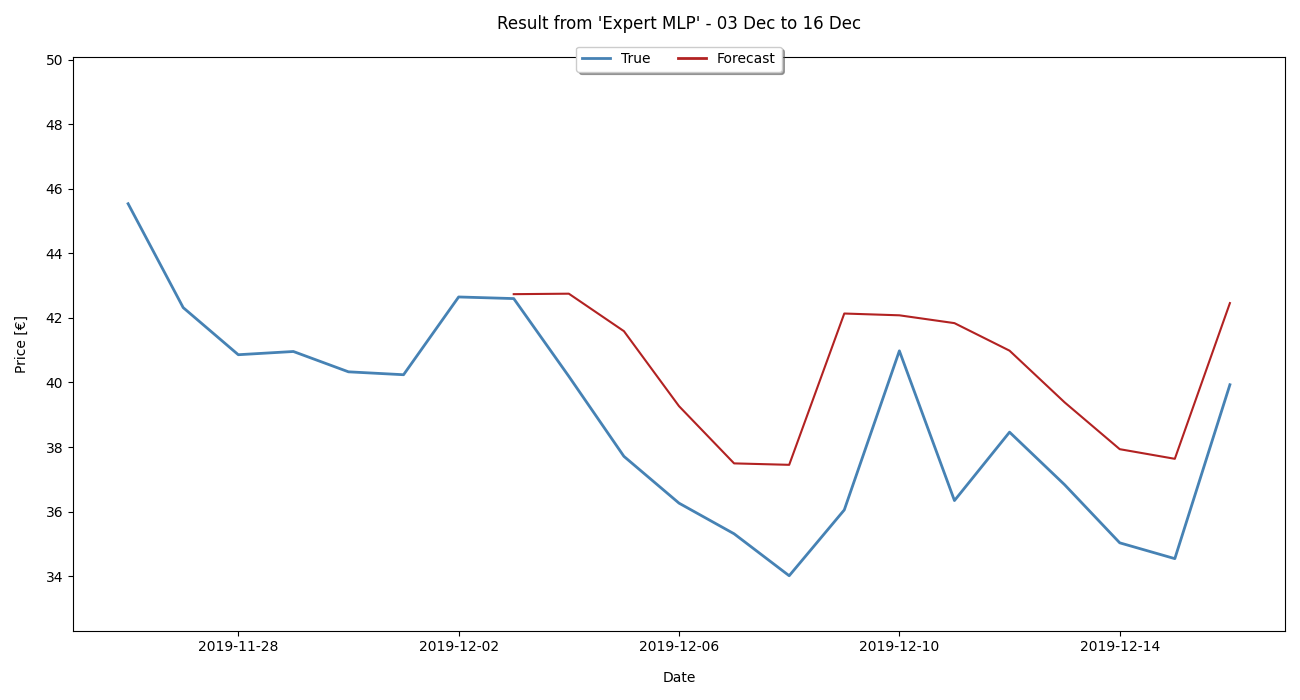 Result from 'Expert MLP' - 03 Dec to 16 Dec
True Forecast
50
48
46
44
42
40
38
36
34
Price [€]
2019-11-28 2019-12-02 2019-12-06 2019-12-10 2019-12-14
Date